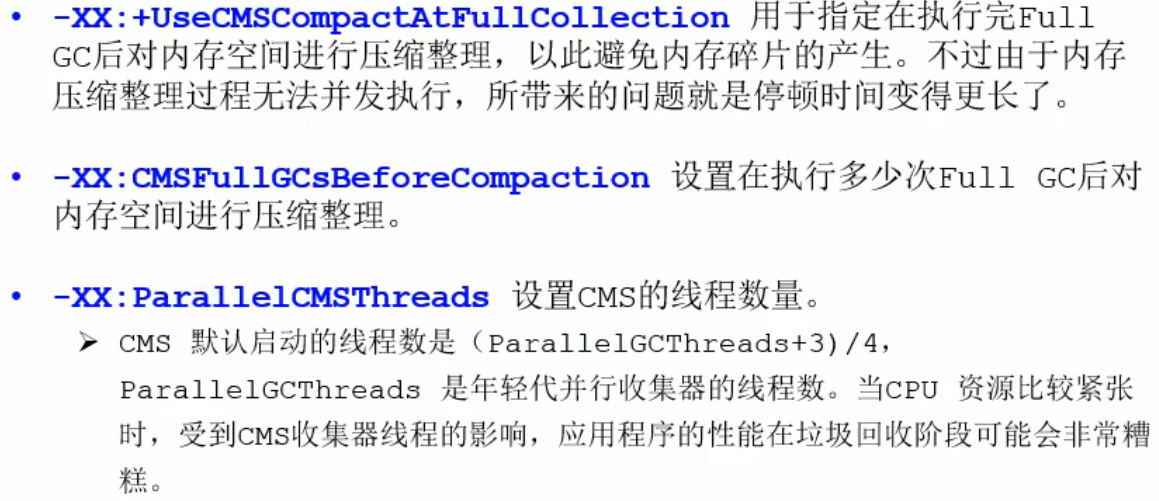 • -XX:+UseCMSCompactAtFullCollection 用于指定在执行完Full
GC后对内存空间进行压缩整理，以此避免内存碎片的产生。不过由于内存
压缩整理过程无法并发执行，所带来的问题就是停顿时间变得更长了。
• -XX:CMSFullGCsBeforeCompaction 设置在执行多少次Full GC后对
内存空间进行压缩整理。
• -XX:ParallelCMSThreads 设置CMS的线程数量。
➢ CMS 默认启动的线程数是（ParallelGCThreads+3)/4，
ParallelGCThreads 是年轻代并行收集器的线程数。当CPU 资源比较紧张
时，受到CMS收集器线程的影响，应用程序的性能在垃圾回收阶段可能会非常糟
糕。